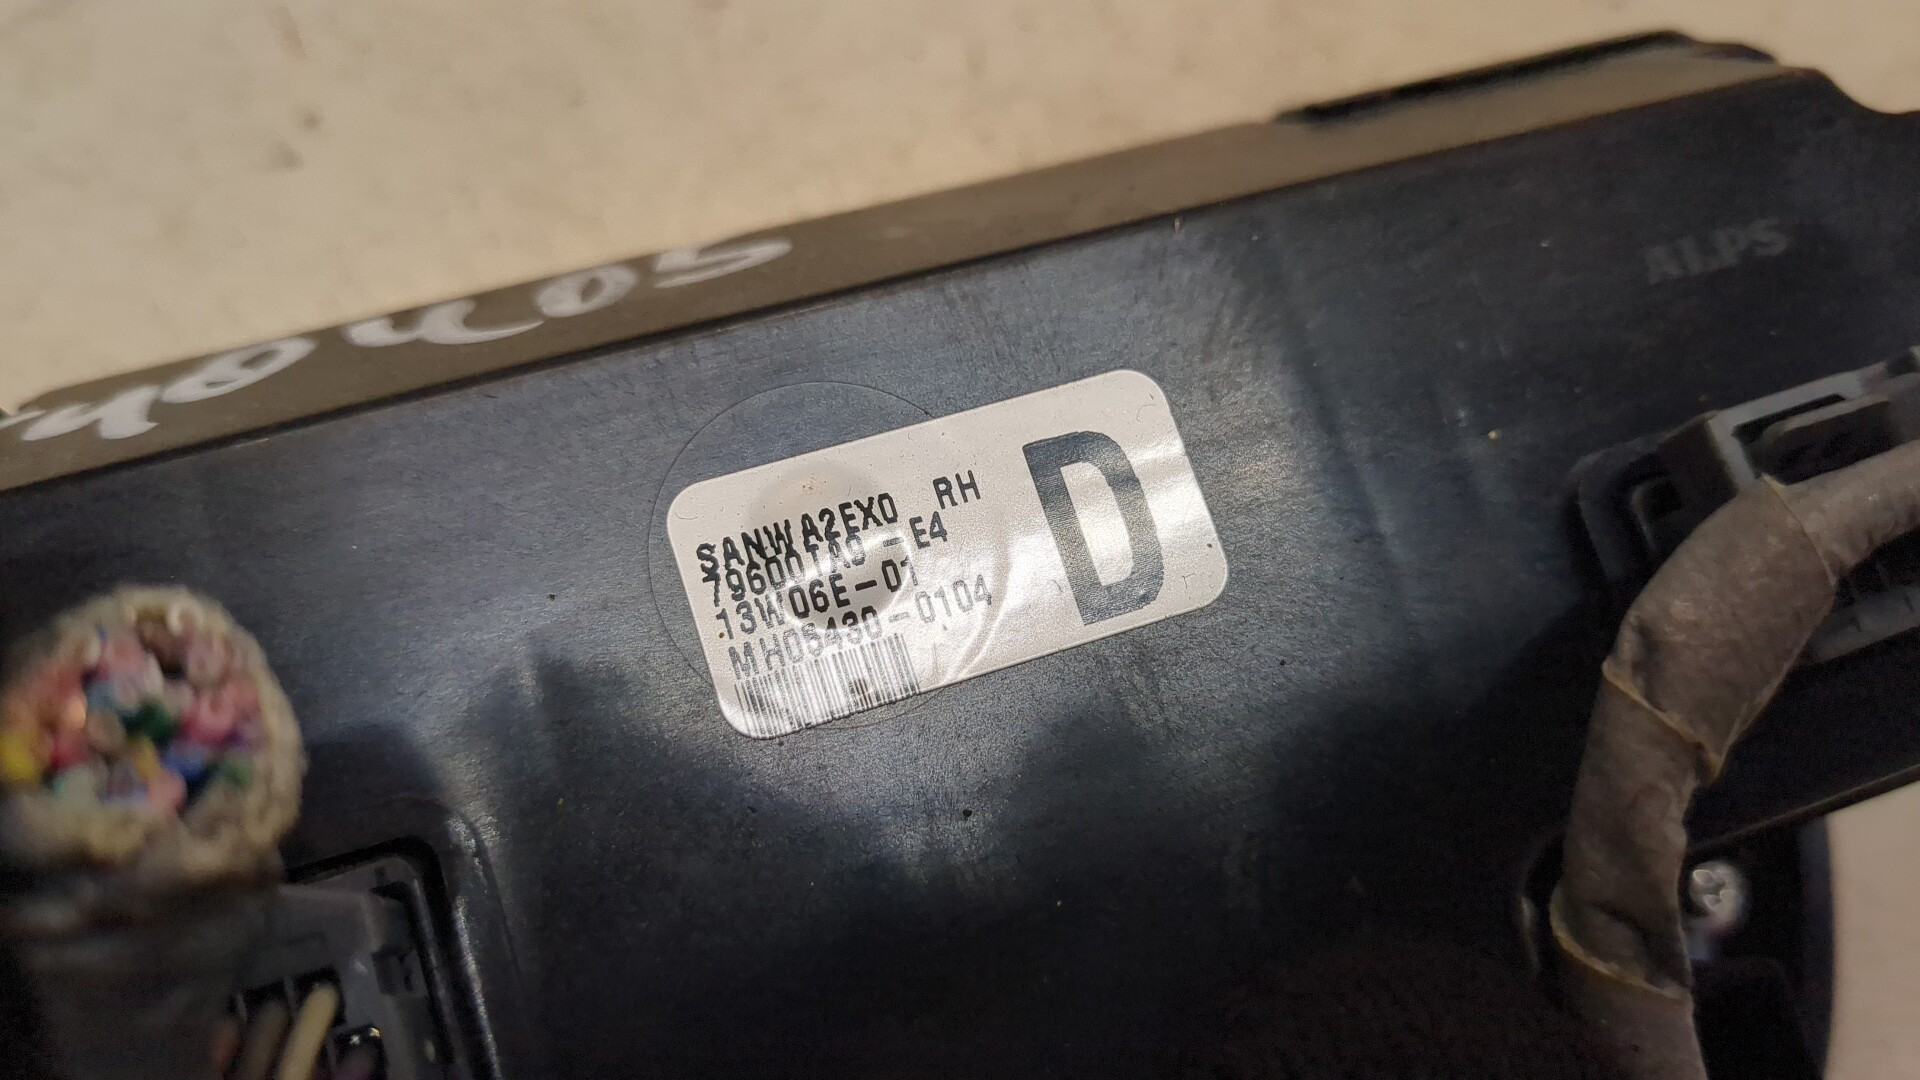 ALPS
SANWA2EX0 RH
D
79600TA0-E4
13W06E-01
MH06430-0104